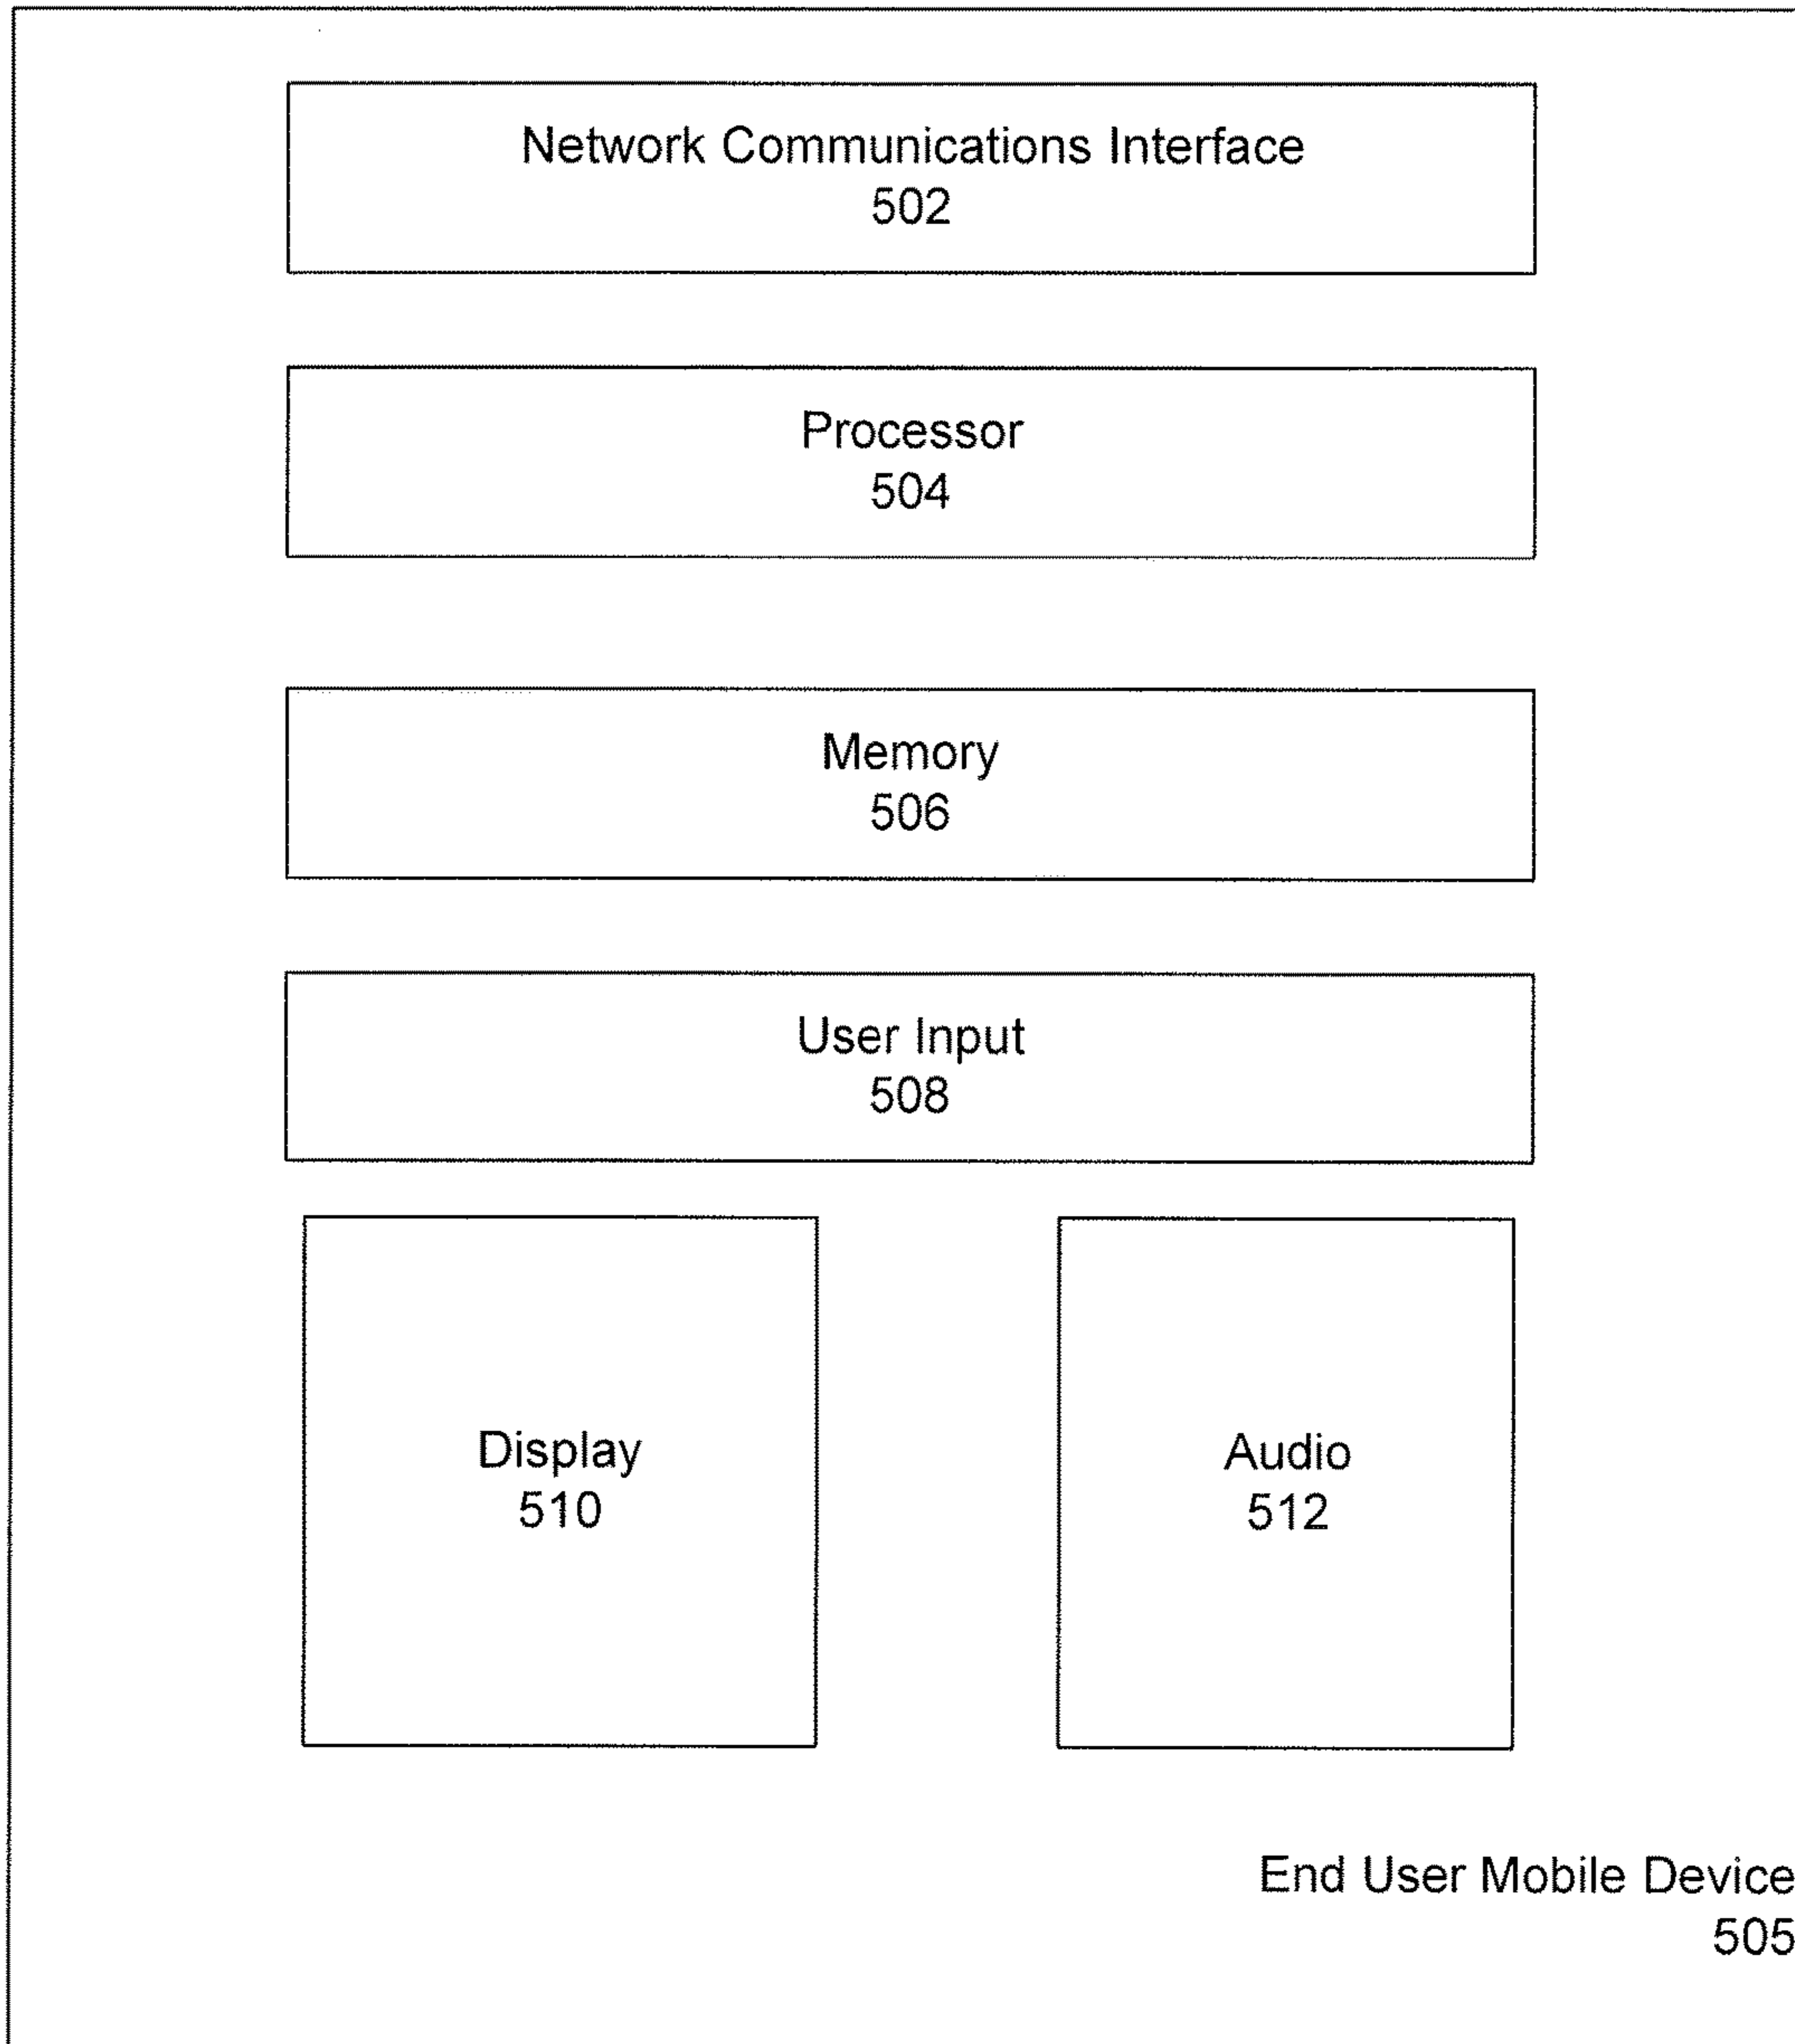 Network Communications Interface
502
Processor
504
Memory
506
User Input
508
Display
510
Audio
512
End User Mobile Device
505